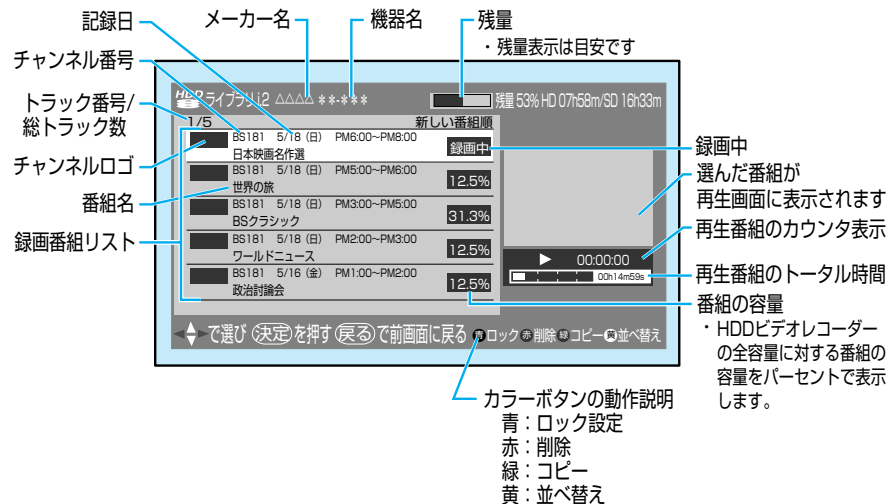 記録日
メーカー名
機器名
残量
・残量表示は目安です
チャンネル番号
トラック番号/
総トラック数
チャンネルロゴ
番組名
録画番組リスト
HDD ライブラリ:i.2 △△△△ ＊＊-＊＊＊ 残量 53% HD 07h58m/SD 16h33m
1/5 新しい番組順
BS181 5/18（日） PM6:00~PM8:00
日本映画名作選 録画中
BS181 5/18（日） PM5:00~PM6:00
世界の旅 12.5%
BS181 5/18（日） PM3:00~PM5:00
BSクラシック 31.3%
BS181 5/18（日） PM2:00~PM3:00
ワールドニュース 12.5%
BS181 5/16（金） PM1:00~PM2:00
政治討論会 12.5%
00:00:00
00h14m59s
で選び 決定を押す 戻るで前画面に戻る 青ロック 赤削除 緑コピー 黄並べ替え
録画中
選んだ番組が
再生画面に表示されます
再生番組のカウンタ表示
再生番組のトータル時間
番組の容量
・HDDビデオレコーダー
の全容量に対する番組の
容量をパーセントで表示
します。
カラーボタンの動作説明
青：ロック設定
赤：削除
緑：コピー
黄：並べ替え